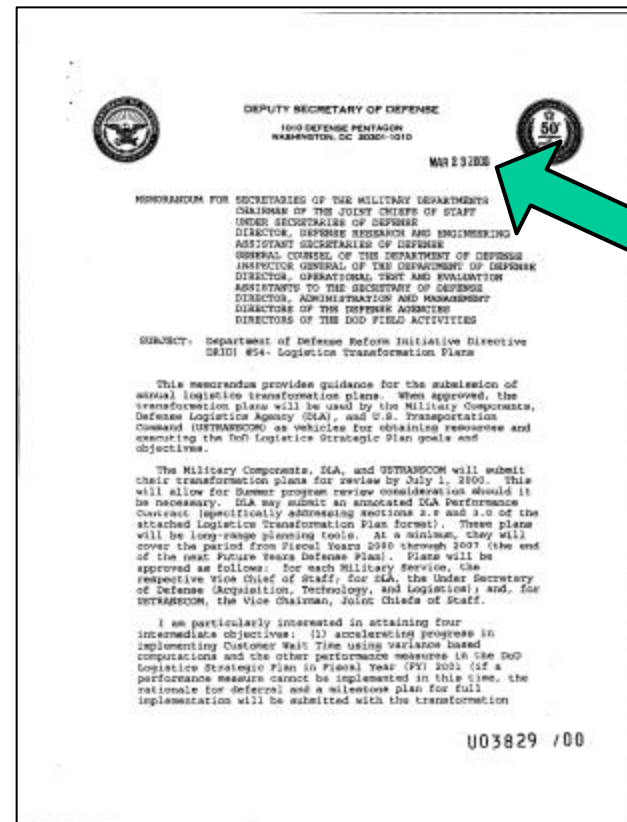 DEPUTY SECRETARY OF DEFENSE
1010 DEFENSE PENTAGON
WASHINGTON, DC 20301-1010
MAR 23 2000
MEMORANDUM FOR SECRETARIES OF THE MILITARY DEPARTMENTS
CHAIRMAN OF THE JOINT CHIEFS OF STAFF
UNDER SECRETARIES OF DEFENSE
DIRECTOR, DEFENSE RESEARCH AND ENGINEERING
ASSISTANT SECRETARIES OF DEFENSE
GENERAL COUNSEL OF THE DEPARTMENT OF DEFENSE
INSPECTOR GENERAL OF THE DEPARTMENT OF DEFENSE
DIRECTOR, OPERATIONAL TEST AND EVALUATION
ASSISTANTS TO THE SECRETARY OF DEFENSE
DIRECTOR, ADMINISTRATION AND MANAGEMENT
DIRECTORS OF THE DEFENSE AGENCIES
DIRECTORS OF THE DOD FIELD ACTIVITIES
SUBJECT: Department of Defense Reform Initiative Directive
(DRID) #54- Logistics Transformation Plans
This memorandum provides guidance for the submission of
annual logistics transformation plans. When approved, the
transformation plans will be used by the Military Components,
Defense Logistics Agency (DLA), and U.S. Transportation
Command (USTRANSCOM) as vehicles for obtaining resources and
executing the DoD Logistics Strategic Plan goals and
objectives.
The Military Components, DLA, and USTRANSCOM will submit
their transformation plans for review by July 1, 2000. This
will allow for Summer program review consideration should it
be necessary. DLA may submit an annotated DLA Performance
Contract (specifically addressing sections 2.0 and 3.0 of the
attached Logistics Transformation Plan format). These plans
will be long-range planning tools. At a minimum, they will
cover the period from Fiscal Years 2000 through 2007 (the end
of the next Future Years Defense Plan). Plans will be
approved as follows: for each Military Service, the
respective Vice Chief of Staff; for DLA, the Under Secretary
of Defense (Acquisition, Technology, and Logistics); and, for
USTRANSCOM, the Vice Chairman, Joint Chiefs of Staff.
I am particularly interested in attaining four
intermediate objectives: (1) accelerating progress in
implementing Customer Wait Time using variance based
computations and the other performance measures in the DoD
Logistics Strategic Plan in Fiscal Year (FY) 2001 (if a
performance measure cannot be implemented in this time, the
rationale for deferral and a milestone plan for full
implementation will be submitted with the transformation
U03829 /00